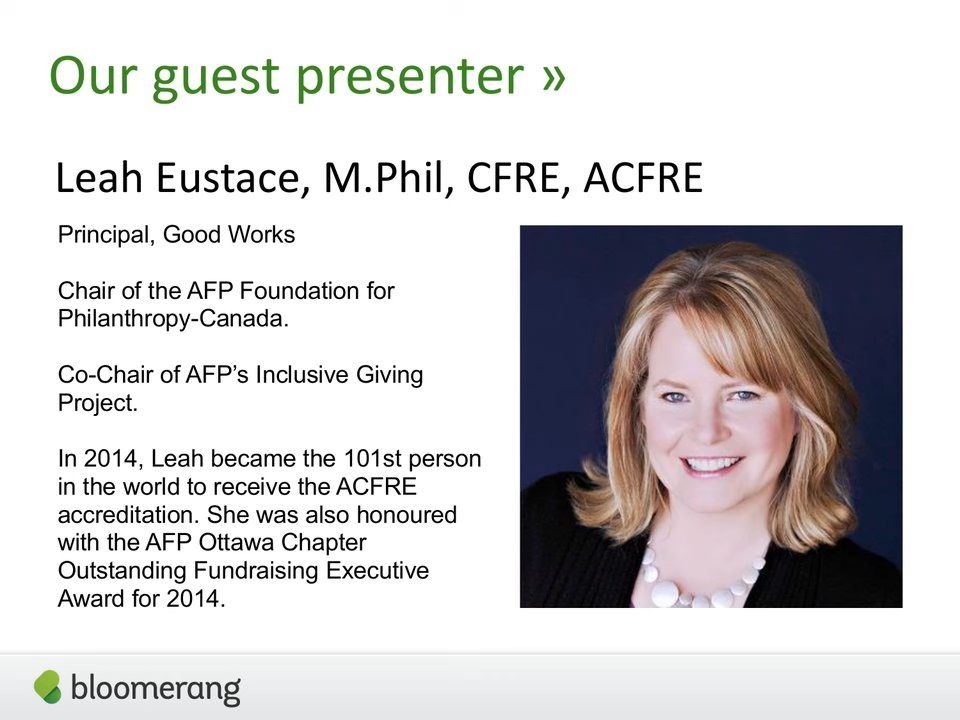 Our guest presenter »
Leah Eustace, M.Phil, CFRE, ACFRE
Principal, Good Works
Chair of the AFP Foundation for
Philanthropy-Canada.
Co-Chair of AFP’s Inclusive Giving
Project.
In 2014, Leah became the 101st person
in the world to receive the ACFRE
accreditation. She was also honoured
with the AFP Ottawa Chapter
Outstanding Fundraising Executive
Award for 2014.
bloomerang